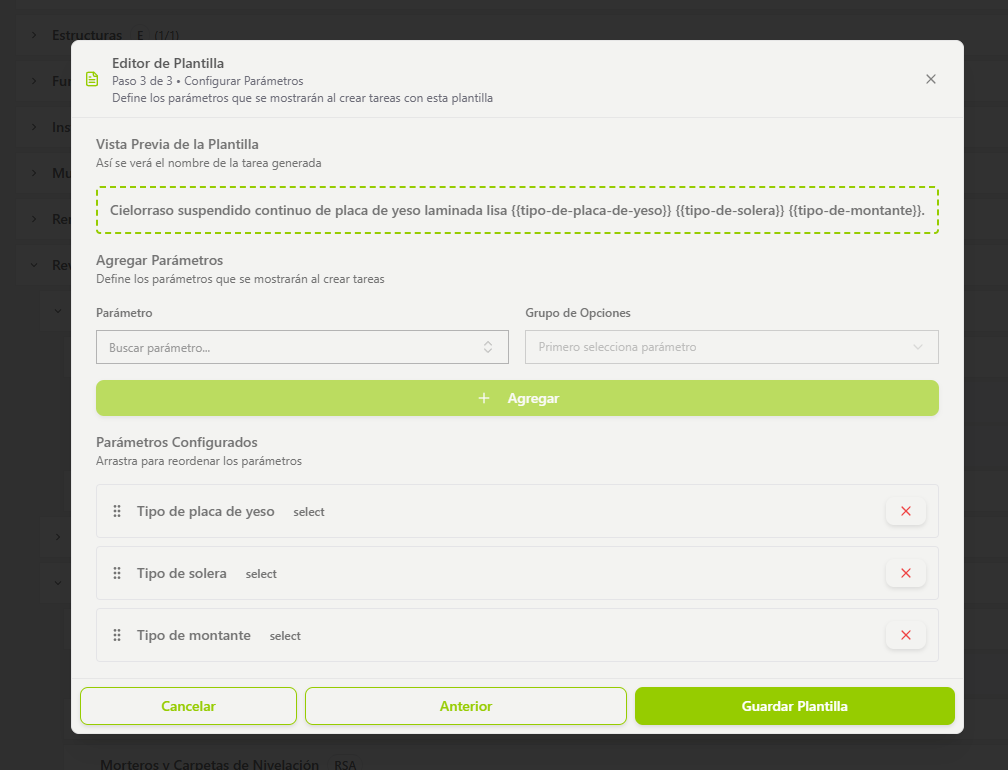 Estructuras E (1/1)
Editor de Plantilla
Paso 3 de 3 • Configurar Parámetros
Define los parámetros que se mostrarán al crear tareas con esta plantilla
Vista Previa de la Plantilla
Así se verá el nombre de la tarea generada
Cielorraso suspendido continuo de placa de yeso laminada lisa {{tipo-de-placa-de-yeso}} {{tipo-de-solera}} {{tipo-de-montante}}.
Agregar Parámetros
Define los parámetros que se mostrarán al crear tareas
Parámetro
Grupo de Opciones
Buscar parámetro...
Primero selecciona parámetro
Agregar
Parámetros Configurados
Arrastra para reordenar los parámetros
Tipo de placa de yeso select
Tipo de solera select
Tipo de montante select
Cancelar
Anterior
Guardar Plantilla
Morteros y Carpetas de Nivelación RSA